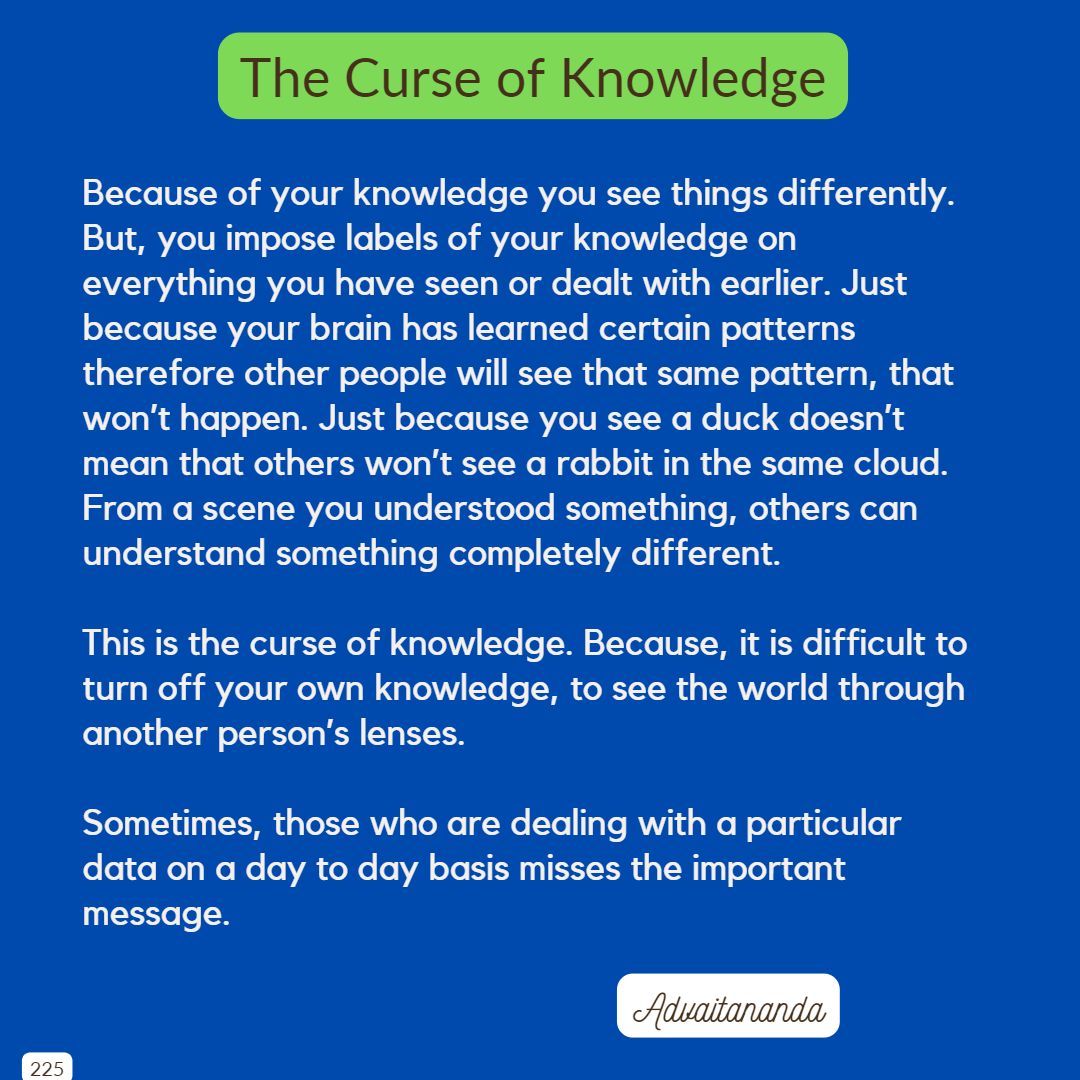 The Curse of Knowledge
Because of your knowledge you see things differently.
But, you impose labels of your knowledge on
everything you have seen or dealt with earlier. Just
because your brain has learned certain patterns
therefore other people will see that same pattern, that
won't happen. Just because you see a duck doesn't
mean that others won't see a rabbit in the same cloud.
From a scene you understood something, others can
understand something completely different.
This is the curse of knowledge. Because, it is difficult to
turn off your own knowledge, to see the world through
another person's lenses.
Sometimes, those who are dealing with a particular
data on a day to day basis misses the important
message.
Advaitananda
225